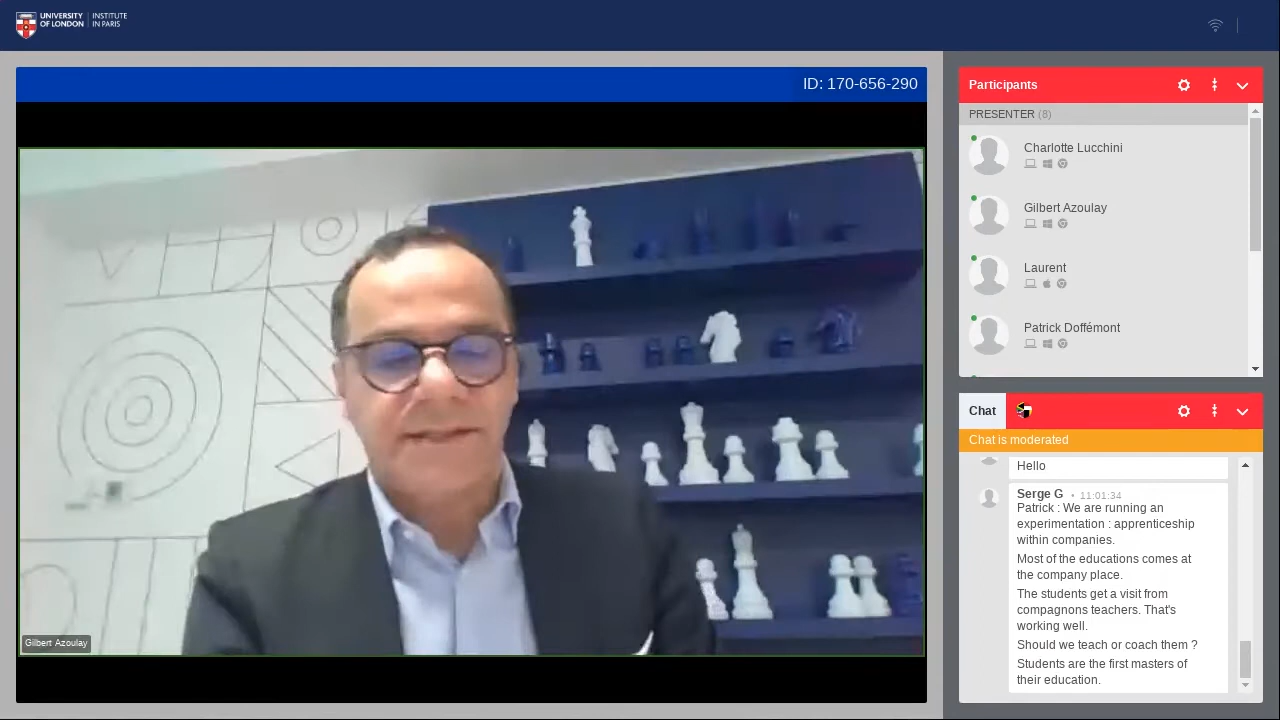 UNIVERSITY OF LONDON
INSTITUTE IN PARIS
ID: 170-656-290
Gilbert Azoulay
Participants
PRESENTER (8)
Charlotte Lucchini
Gilbert Azoulay
Laurent
Patrick Doffémont
Chat
Chat is moderated
Hello
Serge G • 11:01:34
Patrick : We are running an
experimentation : apprenticeship
within companies.
Most of the educations comes at
the company place.
The students get a visit from
compagnons teachers. That's
working well.
Should we teach or coach them ?
Students are the first masters of
their education.